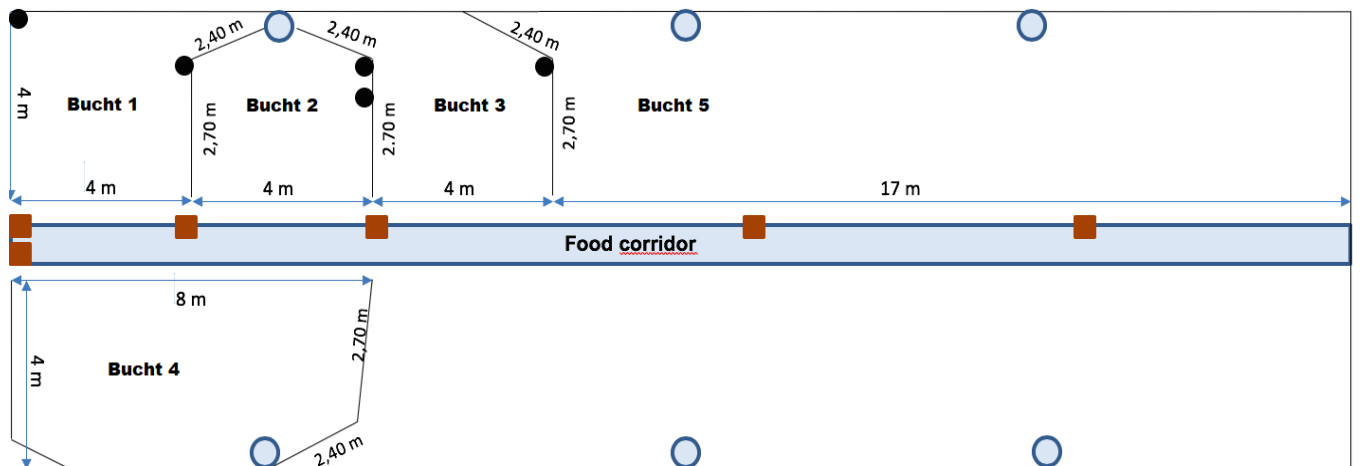 2,40 m
2,40 m
2,40 m
4 m
Bucht 1
Bucht 2
Bucht 3
Bucht 5
2,70 m
2.70 m
2,70 m
4 m
4 m
4 m
17 m
Food corridor
8 m
2,70 m
4 m
Bucht 4
2,40 m